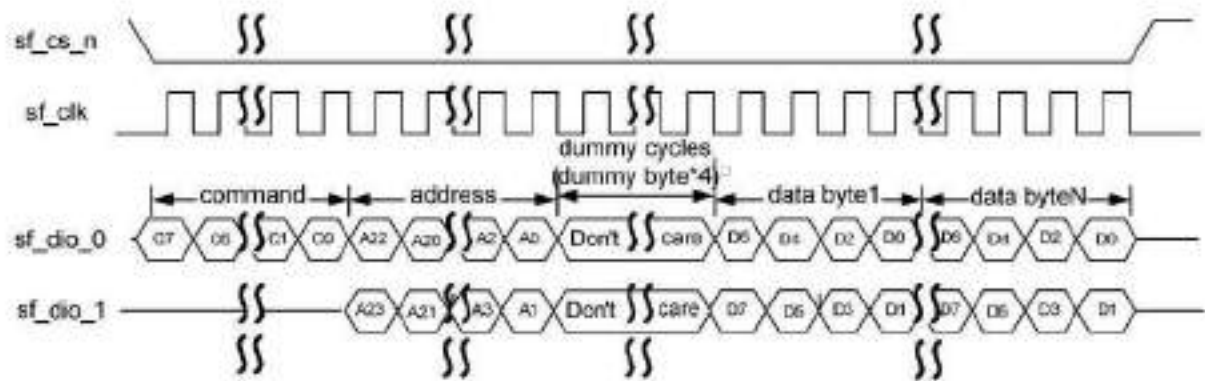 sf_cs_n
sf_clk
dummy cycles
(dummy byte*4)
command address data byte1 data byteN
sf_dio_0 C7 C6 C1 C0 A22 A20 A2 A0 Don't care D6 D4 D2 D0 D6 D4 D2 D0
sf_dio_1 A23 A21 A3 A1 Don't care D7 D5 D3 D1 D7 D5 D3 D1